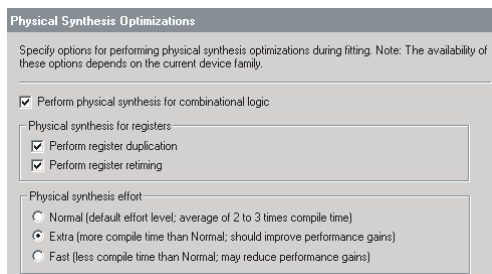 Physical Synthesis Optimizations
Specify options for performing physical synthesis optimizations during fitting. Note: The availability of
these options depends on the current device family.
Perform physical synthesis for combinational logic
Physical synthesis for registers
Perform register duplication
Perform register retiming
Physical synthesis effort
Normal (default effort level; average of 2 to 3 times compile time)
Extra (more compile time than Normal; should improve performance gains)
Fast (less compile time than Normal; may reduce performance gains)